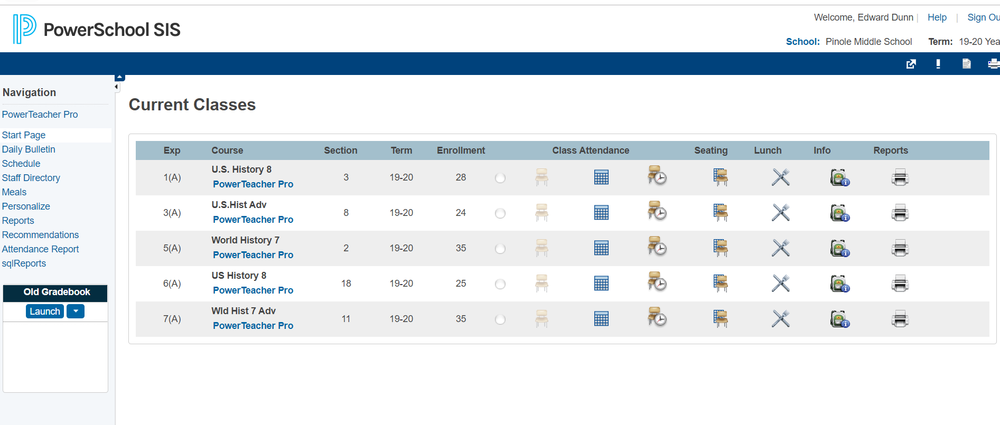 PowerSchool SIS
Welcome, Edward Dunn | Help | Sign Ou
School: Pinole Middle School Term: 19-20 Yea
Navigation
PowerTeacher Pro
Start Page
Daily Bulletin
Schedule
Staff Directory
Meals
Personalize
Reports
Recommendations
Attendance Report
sqlReports
Old Gradebook
Launch
Current Classes
Exp Course Section Term Enrollment Class Attendance Seating Lunch Info Reports
1(A) U.S. History 8 3 19-20 28
PowerTeacher Pro
3(A) U.S.Hist Adv 8 19-20 24
PowerTeacher Pro
5(A) World History 7 2 19-20 35
PowerTeacher Pro
6(A) US History 8 18 19-20 25
PowerTeacher Pro
7(A) Wld Hist 7 Adv 11 19-20 35
PowerTeacher Pro